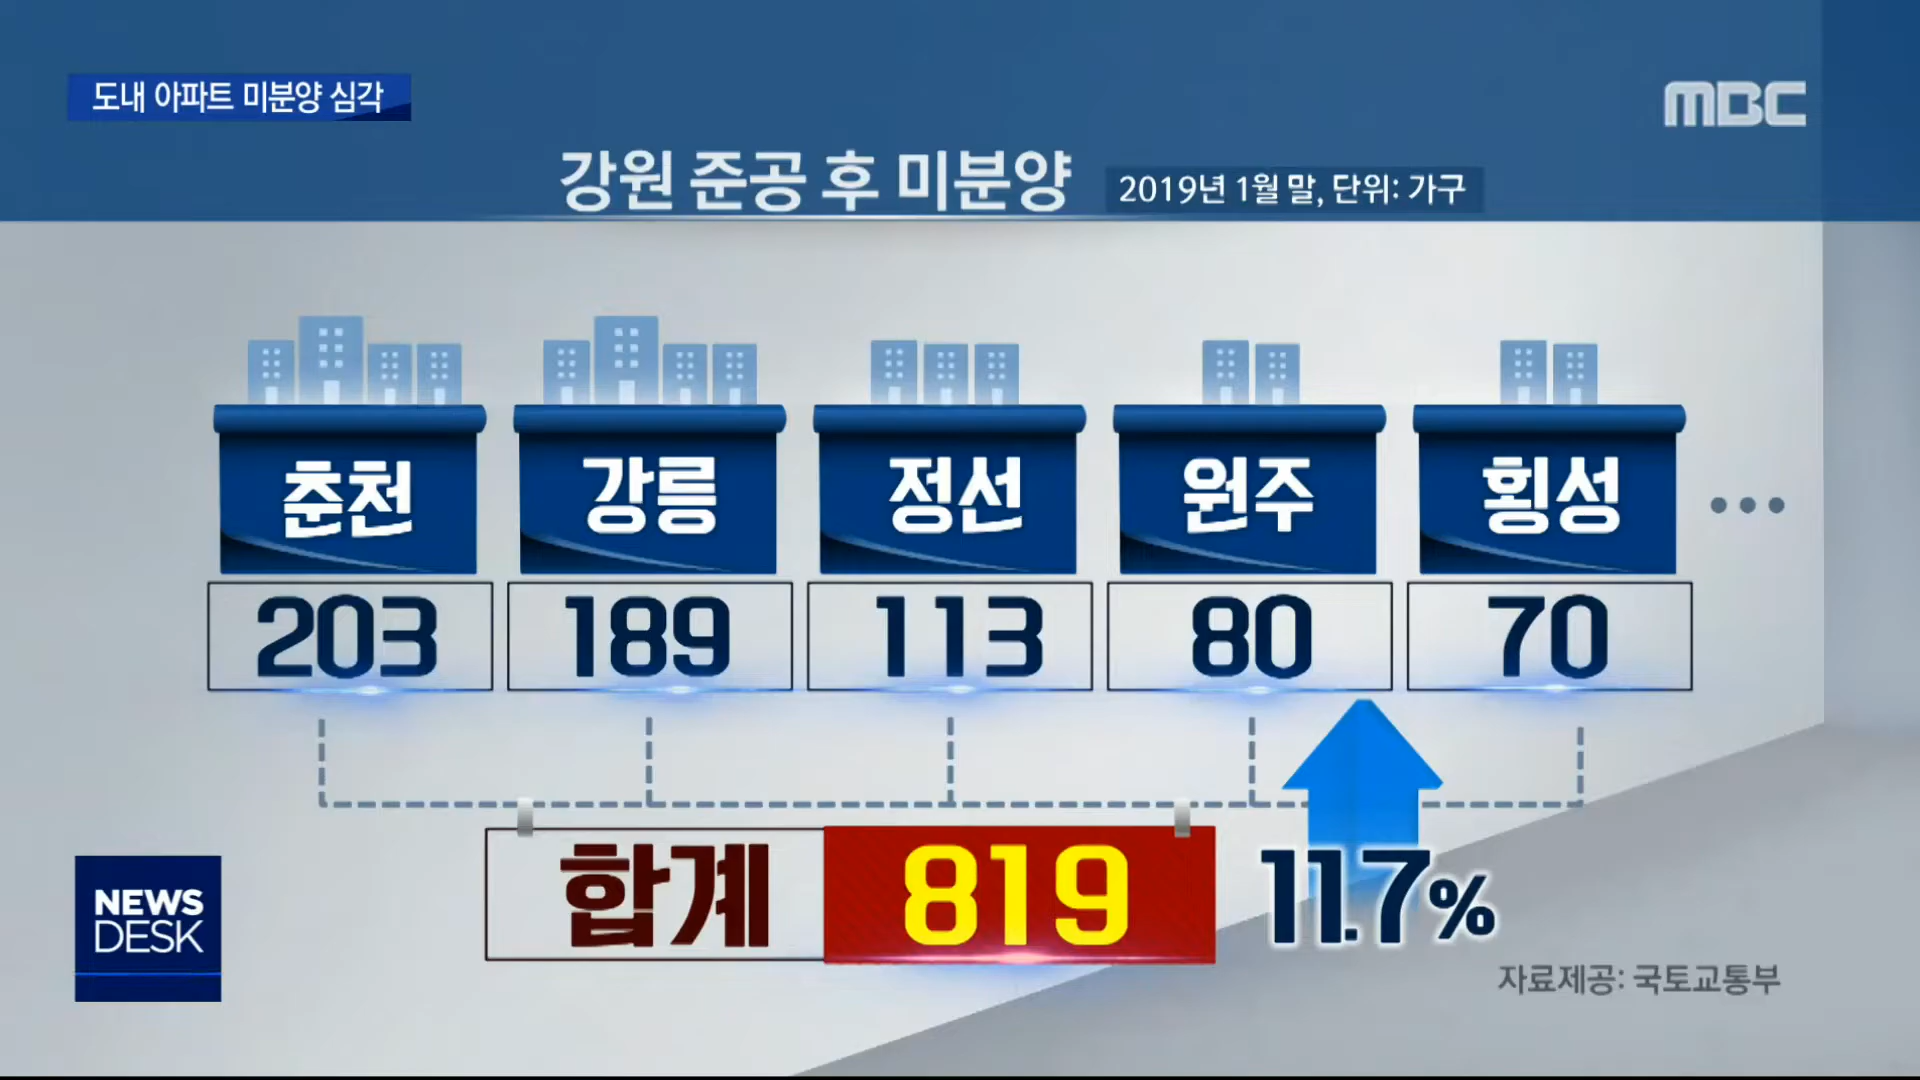 도내 아파트 미분양 심각
MBC
강원 준공 후 미분양 2019년 1월 말, 단위: 가구
춘천 강릉 정선 원주 횡성 •••
203 189 113 80 70
합계 819 11.7%
NEWS
DESK
자료제공: 국토교통부